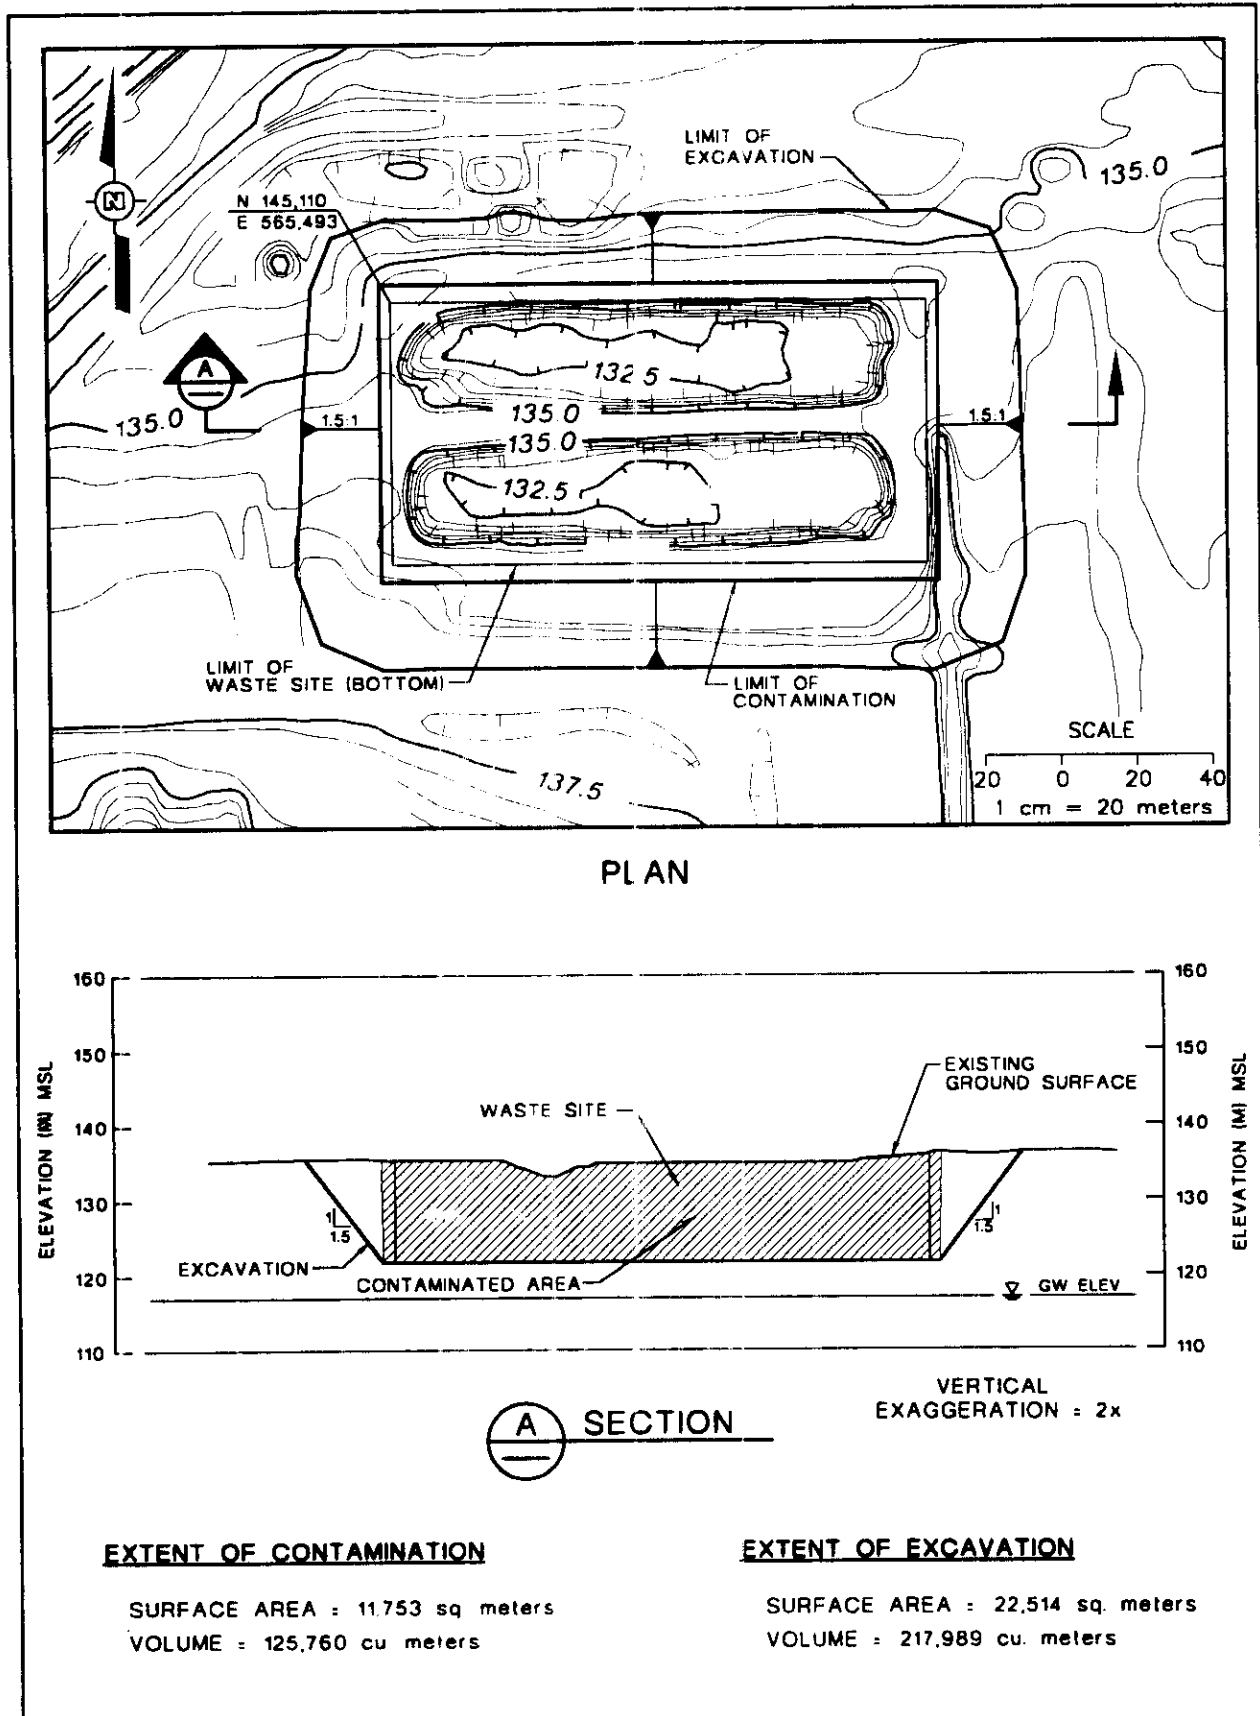 LIMIT OF
EXCAVATION
135.0
N
N 145,110
E 565,493
A
135.0
1.5:1
132.5
135.0
135.0
132.5
1.5:1
LIMIT OF
WASTE SITE (BOTTOM)
LIMIT OF
CONTAMINATION
137.5
SCALE
20 0 20 40
1 cm = 20 meters
PLAN
160
150
140
130
120
110
ELEVATION (M) MSL
160
150
140
130
120
110
ELEVATION (M) MSL
WASTE SITE
EXISTING
GROUND SURFACE
1
1.5
1
1.5
EXCAVATION
CONTAMINATED AREA
GW ELEV
VERTICAL
EXAGGERATION = 2x
A SECTION
EXTENT OF CONTAMINATION
SURFACE AREA = 11.753 sq meters
VOLUME = 125,760 cu meters
EXTENT OF EXCAVATION
SURFACE AREA = 22,514 sq. meters
VOLUME = 217,989 cu. meters